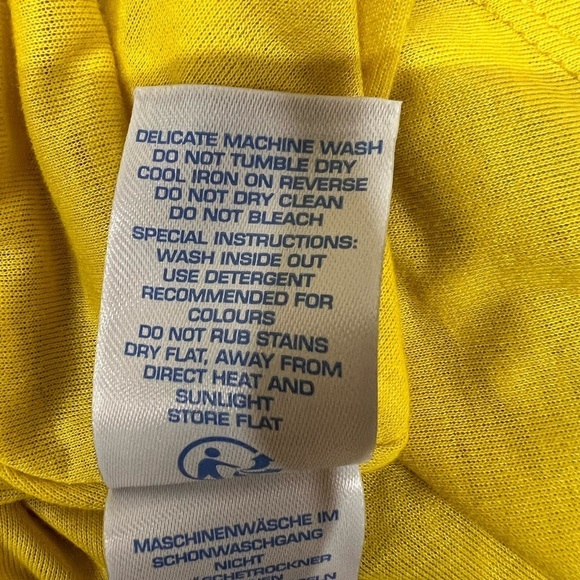 DELICATE MACHINE WASH
DO NOT TUMBLE DRY
COOL IRON ON REVERSE
DO NOT DRY CLEAN
DO NOT BLEACH
SPECIAL INSTRUCTIONS:
WASH INSIDE OUT
USE DETERGENT
RECOMMENDED FOR
COLOURS
DO NOT RUB STAINS
DRY FLAT, AWAY FROM
DIRECT HEAT AND
SUNLIGHT
STORE FLAT
MASCHINENWÄSCHE IM
SCHONWASCHGANG
NICHT